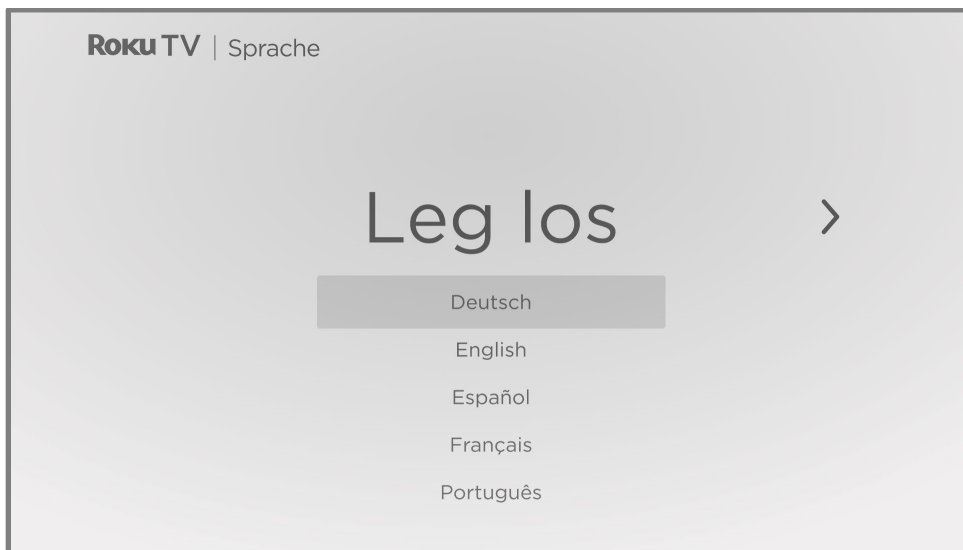 Roku TV | Sprache
Leg los
Deutsch
English
Español
Français
Português